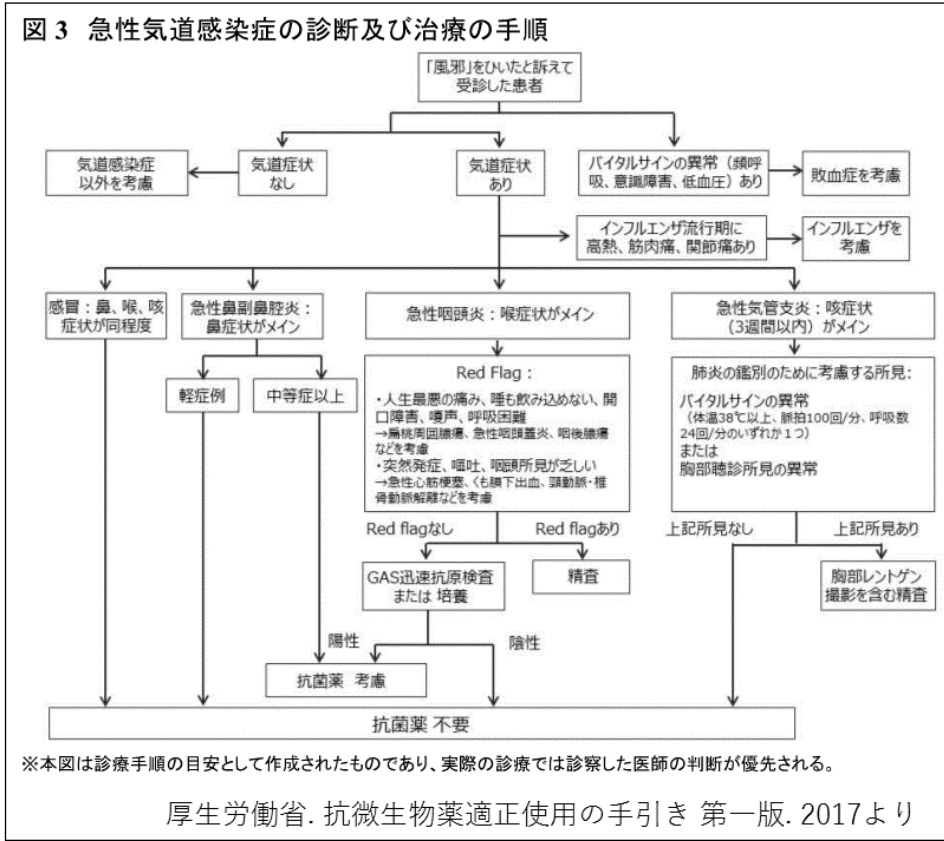 図 3 急性気道感染症の診断及び治療の手順
「風邪」をひいたと訴えて
受診した患者
気道感染症
以外を考慮
気道症状
なし
気道症状
あり
バイタルサインの異常（頻呼
吸、意識障害、低血圧）あり
敗血症を考慮
インフルエンザ流行期に
高熱、筋肉痛、関節痛あり
インフルエンザを
考慮
感冒：鼻、喉、咳
症状が同程度
急性鼻副鼻腔炎：
鼻症状がメイン
急性咽頭炎：喉症状がメイン
急性気管支炎：咳症状
（3週間以内）がメイン
軽症例
中等症以上
Red Flag：
・人生最悪の痛み、唾も飲み込めない、開
口障害、嗄声、呼吸困難
→扁桃周囲膿瘍、急性咽頭蓋炎、咽後膿瘍
などを考慮
・突然発症、嘔吐、咽頭所見が乏しい
→急性心筋梗塞、くも膜下出血、頸動脈・椎
骨動脈解離などを考慮
肺炎の鑑別のために考慮する所見：
バイタルサインの異常
（体温38℃以上、脈拍100回/分、呼吸数
24回/分のいずれか１つ）
または
胸部聴診所見の異常
Red flagなし
Red flagあり
上記所見なし
上記所見あり
GAS迅速抗原検査
または 培養
精査
胸部レントゲン
撮影を含む精査
陽性
陰性
抗菌薬 考慮
抗菌薬 不要
※本図は診療手順の目安として作成されたものであり、実際の診療では診察した医師の判断が優先される。
厚生労働省. 抗微生物薬適正使用の手引き 第一版. 2017より